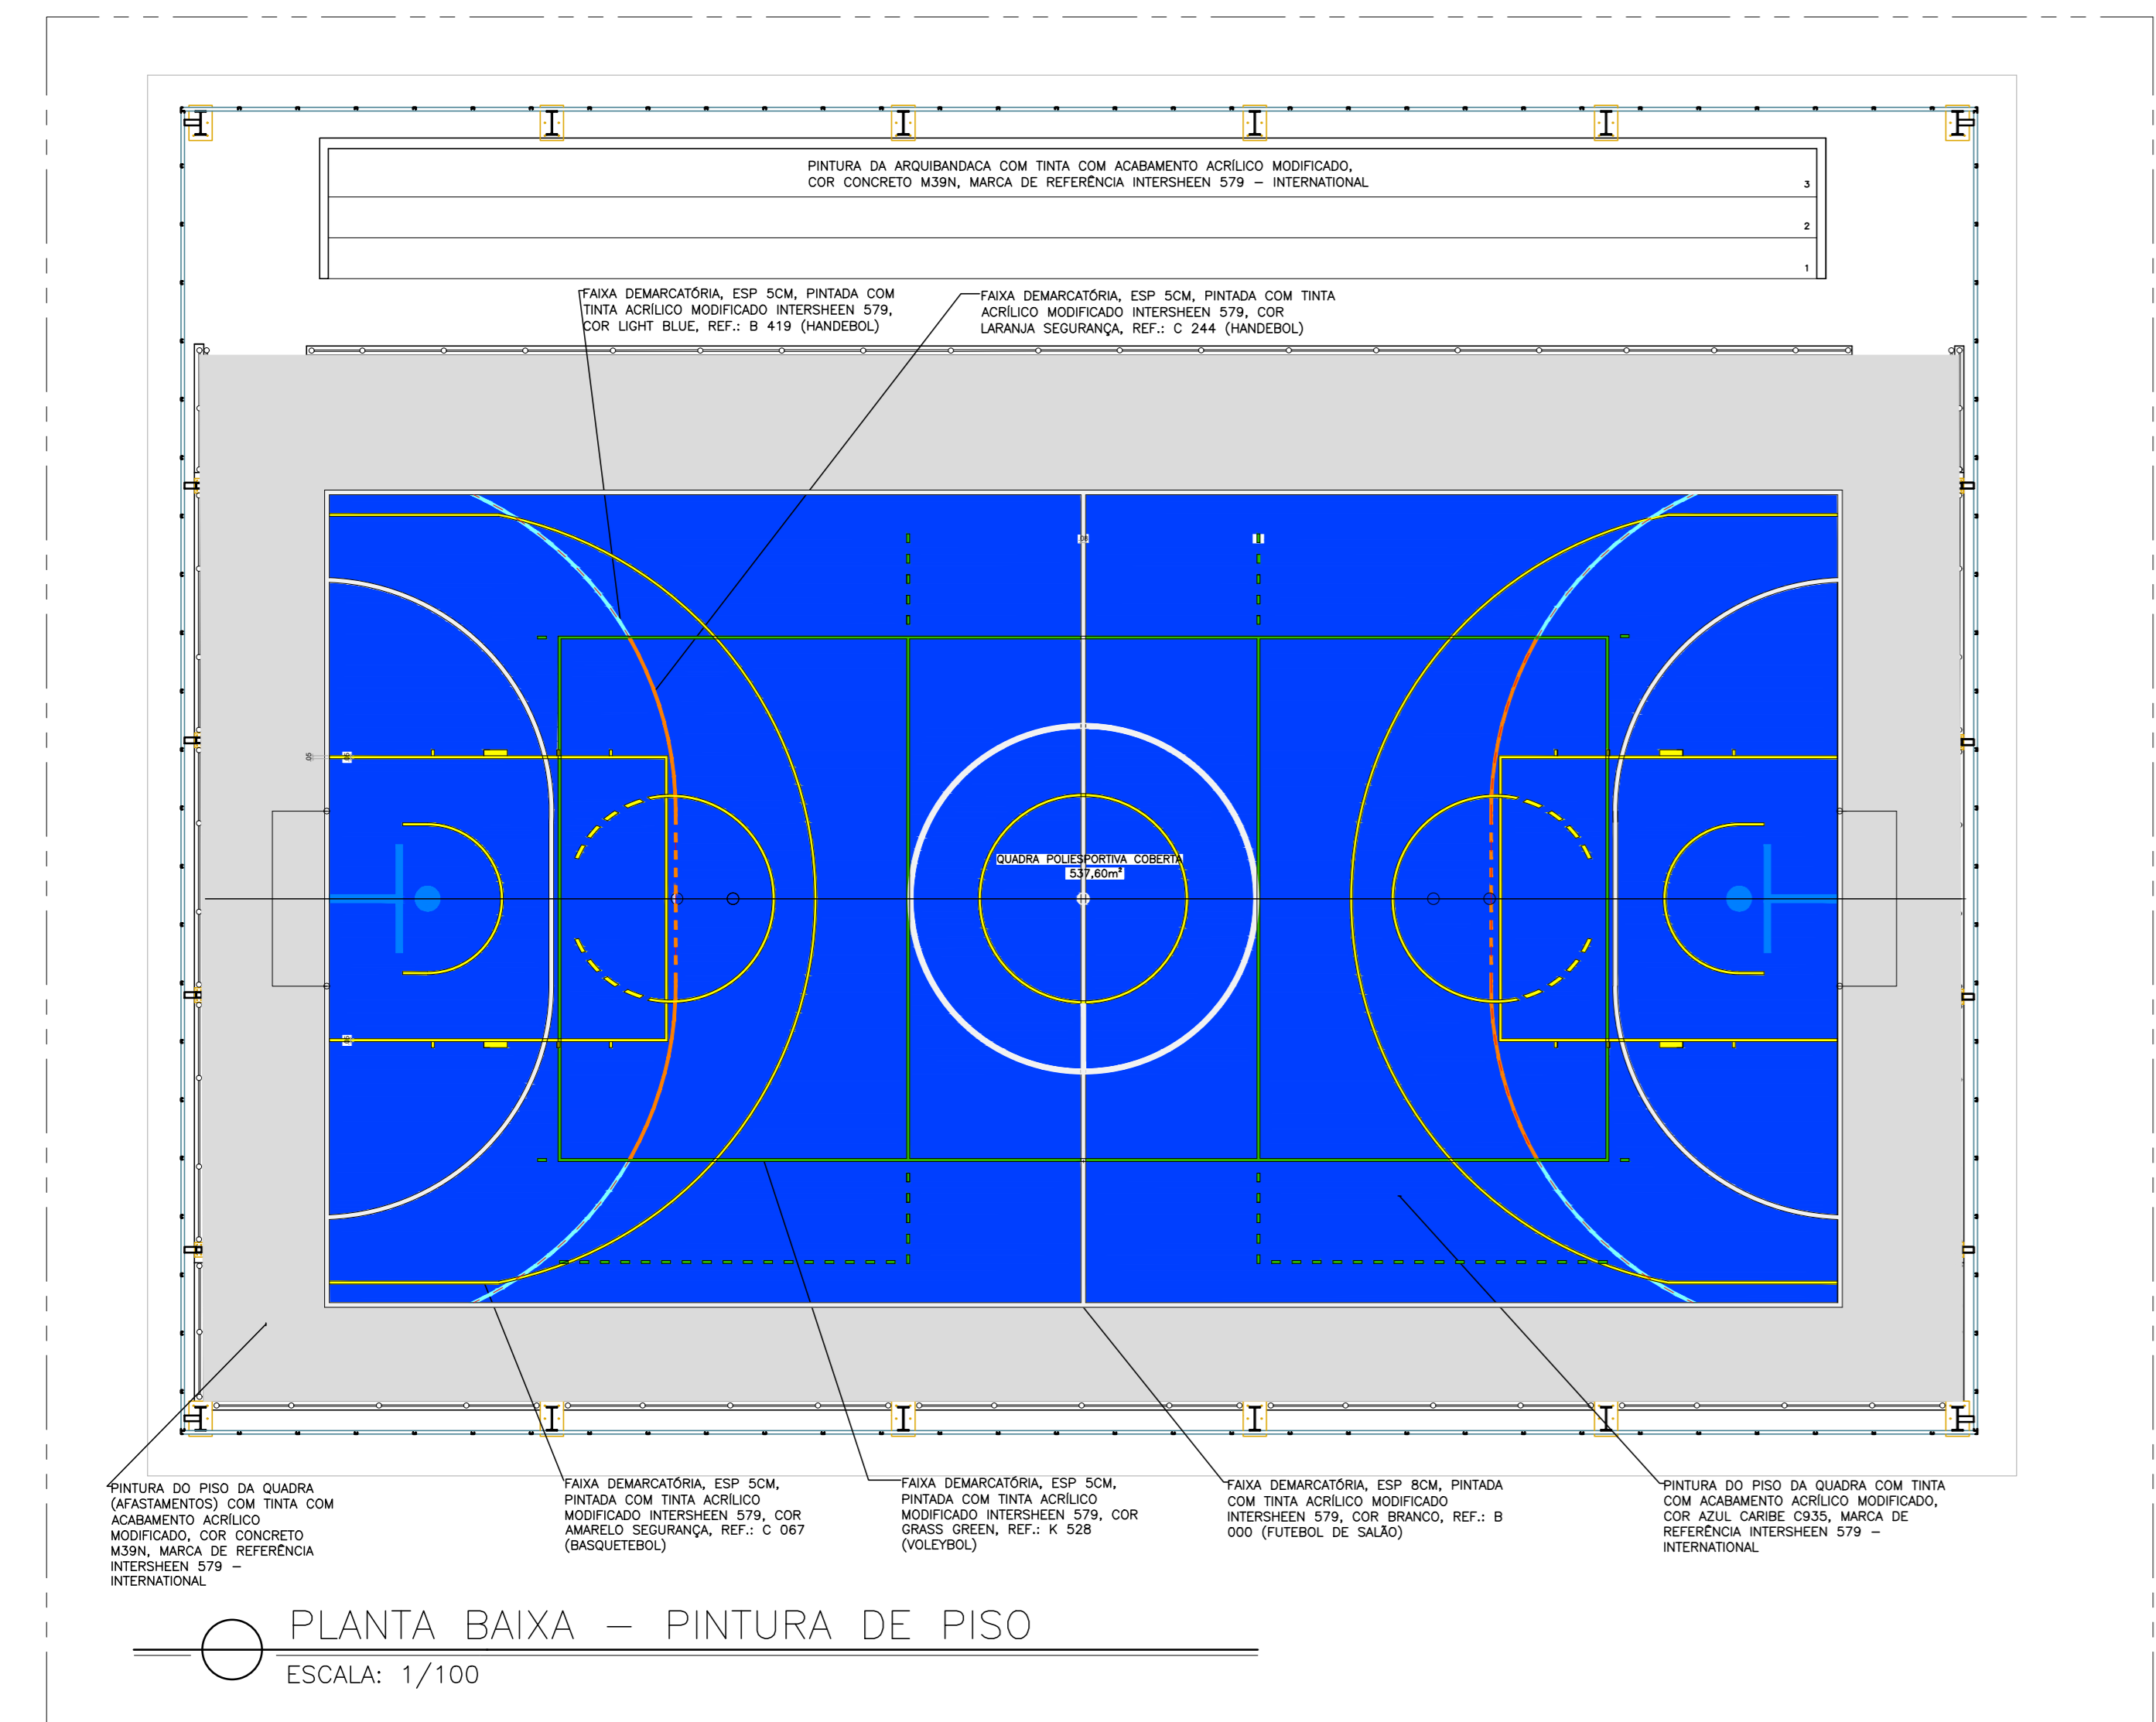 PINTURA DA ARQUIBANDACA COM TINTA COM ACABAMENTO ACRÍLICO MODIFICADO,
COR CONCRETO M39N, MARCA DE REFERÊNCIA INTERSHEEN 579 – INTERNATIONAL
3
2
1
FAIXA DEMARCATÓRIA, ESP 5CM, PINTADA COM
TINTA ACRÍLICO MODIFICADO INTERSHEEN 579,
COR LIGHT BLUE, REF.: B 419 (HANDEBOL)
FAIXA DEMARCATÓRIA, ESP 5CM, PINTADA COM TINTA
ACRÍLICO MODIFICADO INTERSHEEN 579, COR
LARANJA SEGURANÇA, REF.: C 244 (HANDEBOL)
QUADRA POLIESPORTIVA COBERTA
537,60m²
PINTURA DO PISO DA QUADRA
(AFASTAMENTOS) COM TINTA COM
ACABAMENTO ACRÍLICO
MODIFICADO, COR CONCRETO
M39N, MARCA DE REFERÊNCIA
INTERSHEEN 579 –
INTERNATIONAL
FAIXA DEMARCATÓRIA, ESP 5CM,
PINTADA COM TINTA ACRÍLICO
MODIFICADO INTERSHEEN 579, COR
AMARELO SEGURANÇA, REF.: C 067
(BASQUETEBOL)
FAIXA DEMARCATÓRIA, ESP 5CM,
PINTADA COM TINTA ACRÍLICO
MODIFICADO INTERSHEEN 579, COR
GRASS GREEN, REF.: K 528
(VOLEYBOL)
FAIXA DEMARCATÓRIA, ESP 8CM, PINTADA
COM TINTA ACRÍLICO MODIFICADO
INTERSHEEN 579, COR BRANCO, REF.: B
000 (FUTEBOL DE SALÃO)
PINTURA DO PISO DA QUADRA COM TINTA
COM ACABAMENTO ACRÍLICO MODIFICADO,
COR AZUL CARIBE C935, MARCA DE
REFERÊNCIA INTERSHEEN 579 –
INTERNATIONAL
PLANTA BAIXA – PINTURA DE PISO
ESCALA: 1/100